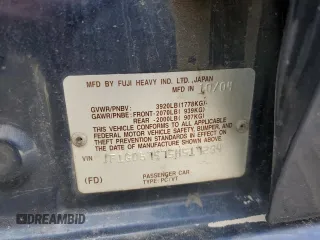 MFD BY FUJI HEAVY IND. LTD.,JAPAN
MFD IN 10/04
GVWR/PNBV: 3920LB(1778KG)
GAWR/PNBE:FRONT-2070LB( 939KG)
REAR -2000LB( 907KG)
THIS VEHICLE CONFORMS TO ALL APPLICABLE
FEDERAL MOTOR VEHICLE SAFETY AND THEFT
PREVENTION STANDARDS IN EFFECT ON THE
DATE OF MANUFACTURE SHOWN ABOVE.
VIN
(FD)
PASSENGER CAR
TYPE:PC/VT